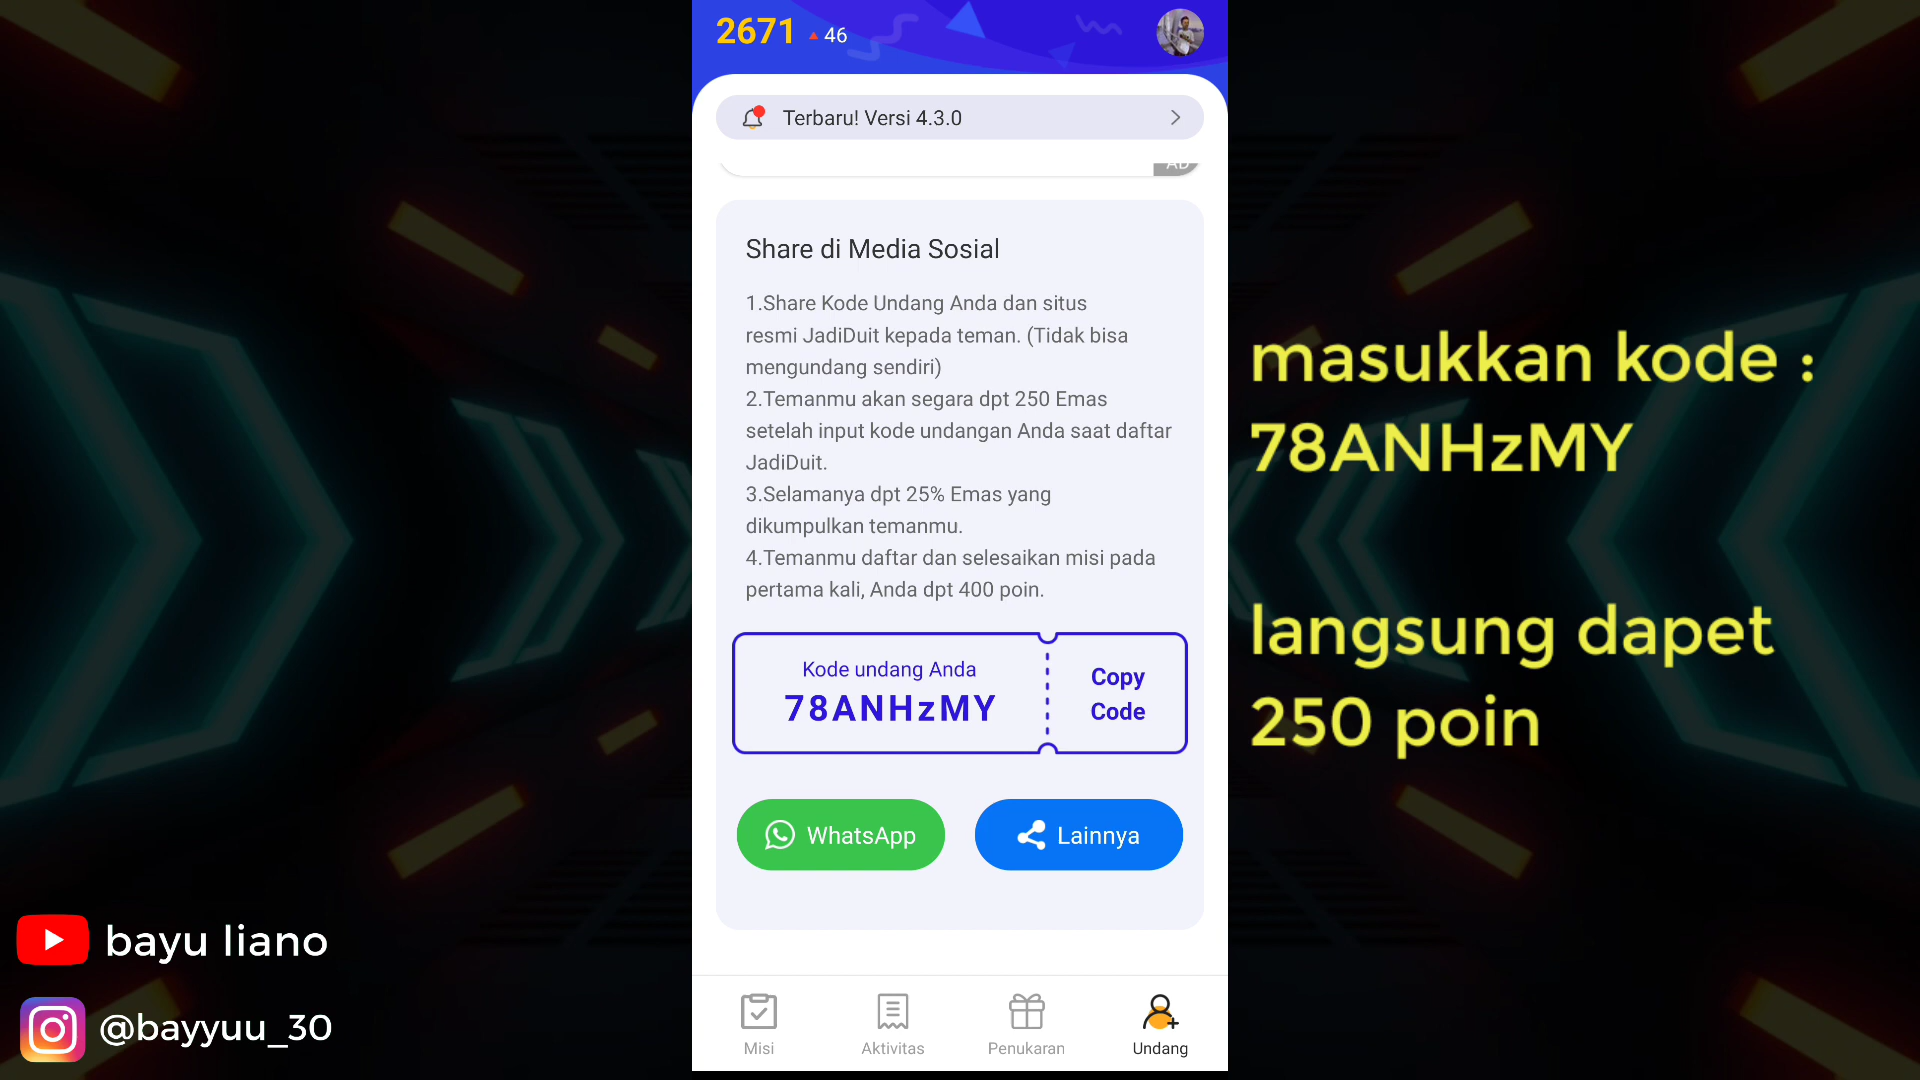 2671 46
Terbaru! Versi 4.3.0
AD
Share di Media Sosial
1.Share Kode Undang Anda dan situs
resmi JadiDuit kepada teman. (Tidak bisa
mengundang sendiri)
2.Temanmu akan segara dpt 250 Emas
setelah input kode undangan Anda saat daftar
JadiDuit.
3.Selamanya dpt 25% Emas yang
dikumpulkan temanmu.
4.Temanmu daftar dan selesaikan misi pada
pertama kali, Anda dpt 400 poin.
Kode undang Anda
78ANHzMY
Copy
Code
WhatsApp
Lainnya
Misi
Aktivitas
Penukaran
Undang
masukkan kode :
78ANHzMY
langsung dapet
250 poin
bayu liano
@bayyuu_30